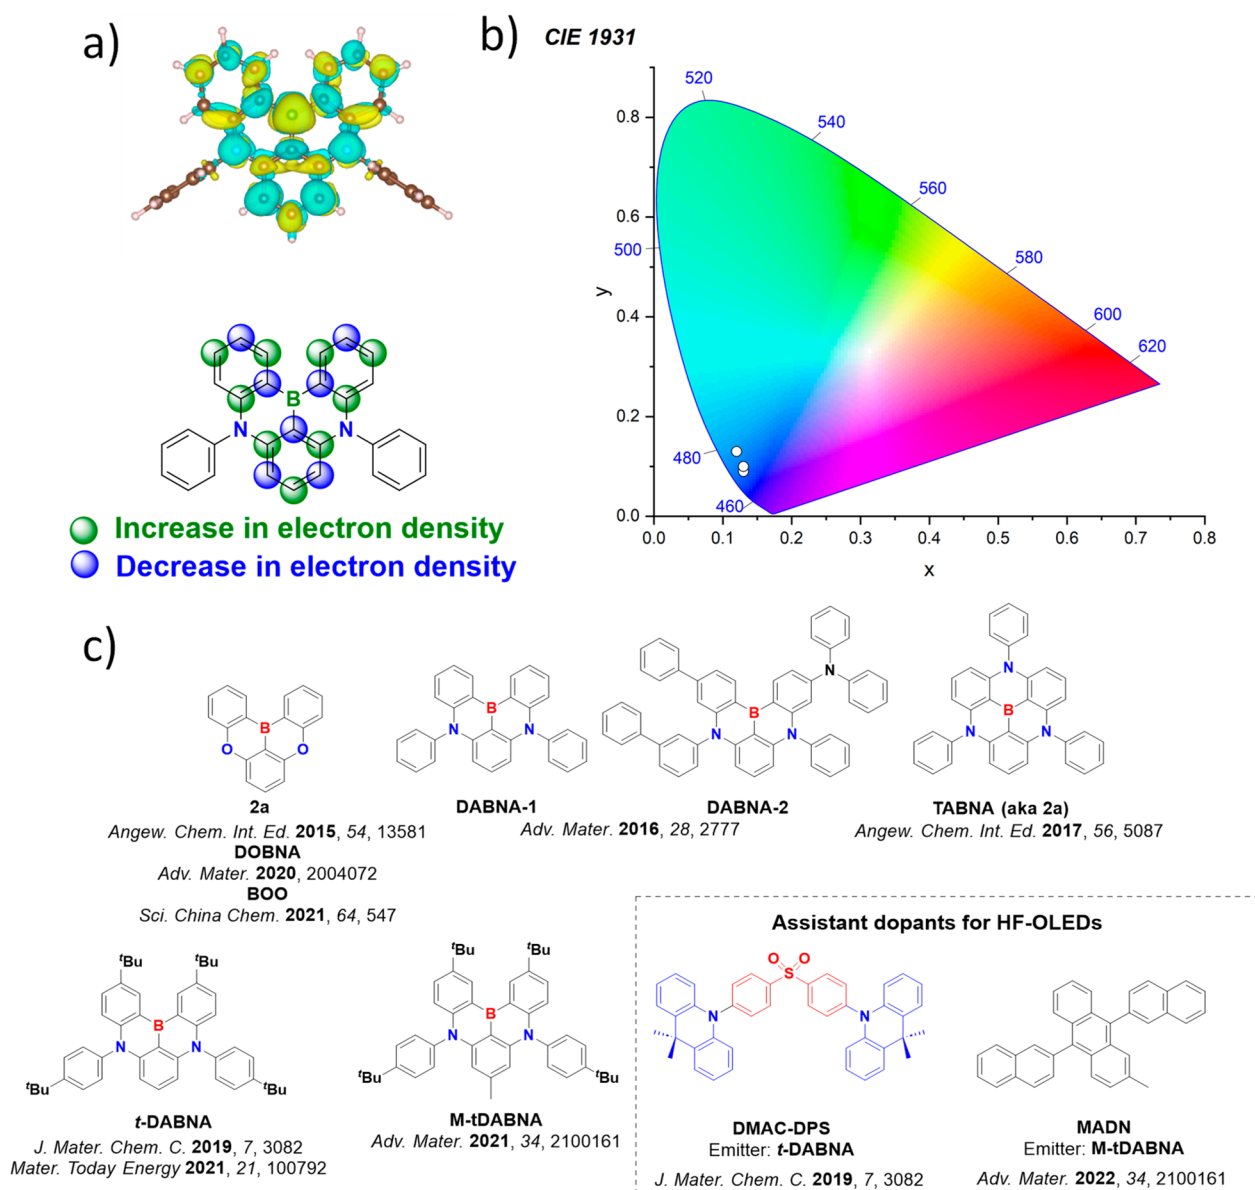 a)
B
N
N
Increase in electron density
Decrease in electron density
b)
CIE 1931
y
0.8
0.6
0.4
0.2
0.0
0.0 0.1 0.2 0.3 0.4 0.5 0.6 0.7 0.8
x
520
540
560
500
580
600
620
480
460
c)
B
O O
2a
Angew. Chem. Int. Ed. 2015, 54, 13581
DOBNA
Adv. Mater. 2020, 2004072
BOO
Sci. China Chem. 2021, 64, 547
B
N N
DABNA-1
N
B
N N
DABNA-2
Adv. Mater. 2016, 28, 2777
N
B
N N
TABNA (aka 2a)
Angew. Chem. Int. Ed. 2017, 56, 5087
tBu tBu
B
N N
tBu tBu
t-DABNA
J. Mater. Chem. C. 2019, 7, 3082
Mater. Today Energy 2021, 21, 100792
tBu tBu
B
N N
tBu tBu
M-tDABNA
Adv. Mater. 2021, 34, 2100161
Assistant dopants for HF-OLEDs
O O
S
N N
DMAC-DPS
Emitter: t-DABNA
J. Mater. Chem. C. 2019, 7, 3082
MADN
Emitter: M-tDABNA
Adv. Mater. 2022, 34, 2100161